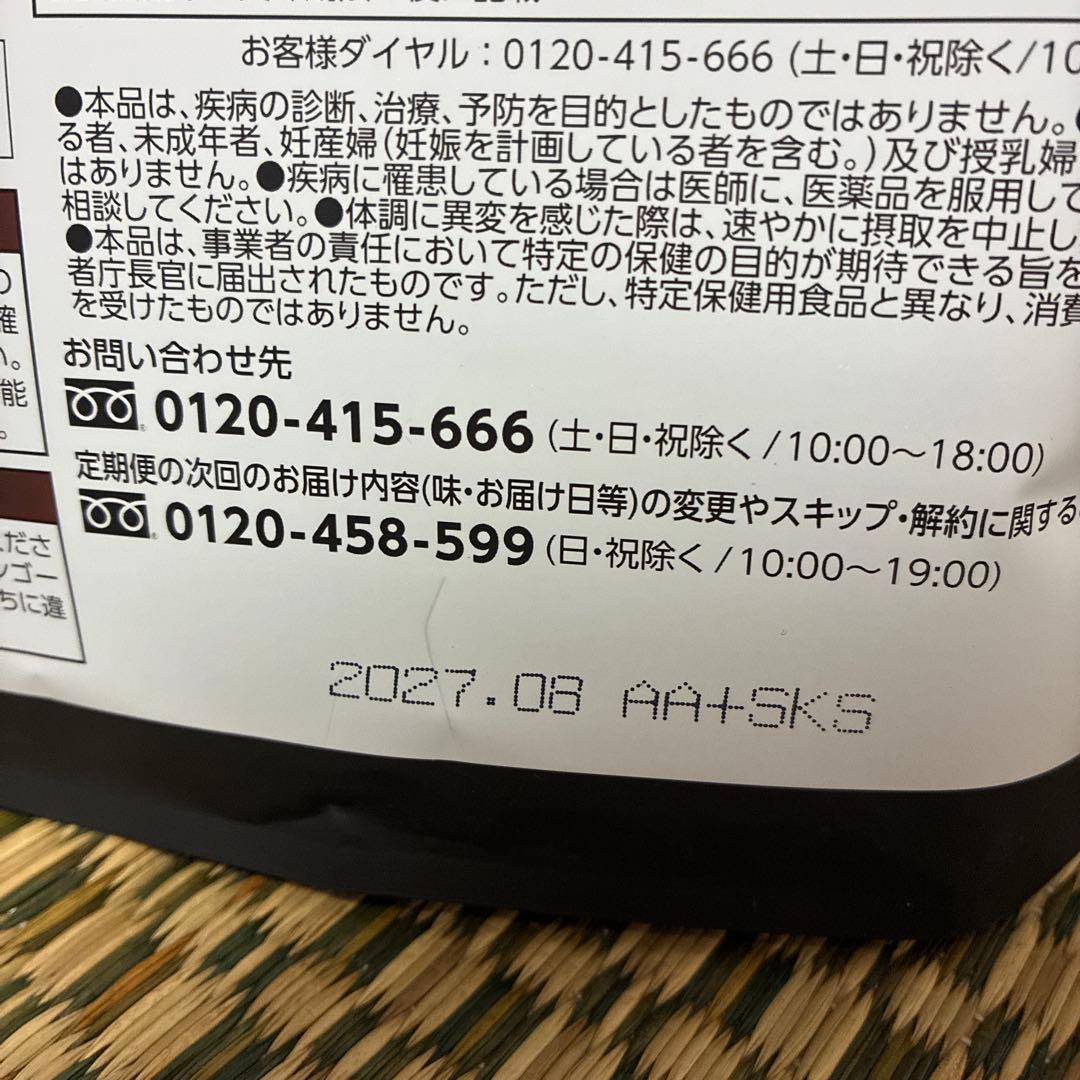 お客様ダイヤル：0120-415-666 (土・日・祝除く/10
●本品は、疾病の診断、治療、予防を目的としたものではありません。
る者、未成年者、妊産婦(妊娠を計画している者を含む。)及び授乳婦
はありません。●疾病に罹患している場合は医師に、医薬品を服用して
相談してください。●体調に異変を感じた際は、速やかに摂取を中止し
●本品は、事業者の責任において特定の保健の目的が期待できる旨を
者庁長官に届出されたものです。ただし、特定保健用食品と異なり、消費
を受けたものではありません。
お問い合わせ先
0120-415-666 (土・日・祝除く/10:00〜18:00)
定期便の次回のお届け内容(味・お届け日等)の変更やスキップ・解約に関する
0120-458-599 (日・祝除く/10:00〜19:00)
2027.08 AA+SKS
の
確
い。
能
。
くださ
ンゴー
ちに違